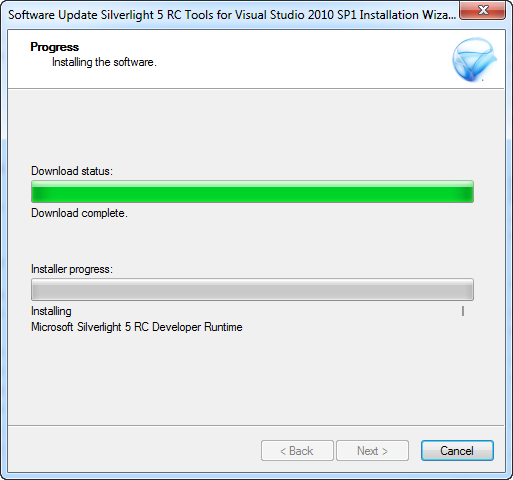 Software Update Silverlight 5 RC Tools for Visual Studio 2010 SP1 Installation Wiza...
Progress
Installing the software.
Download status:
Download complete.
Installer progress:
Installing
Microsoft Silverlight 5 RC Developer Runtime
< Back
Next >
Cancel